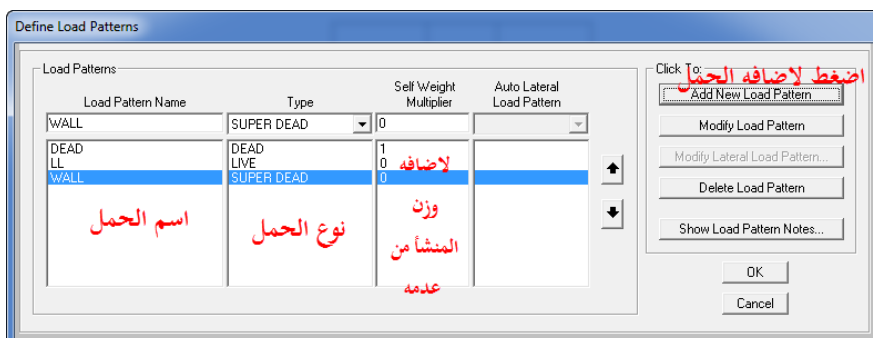 Define Load Patterns
Load Patterns
Click To:
اضغط لاضافه الحمل
Load Pattern Name
Type
Self Weight
Multiplier
Auto Lateral
Load Pattern
Add New Load Pattern
WALL
SUPER DEAD
0
Modify Load Pattern
DEAD
DEAD
1
LL
LIVE
0
WALL
SUPER DEAD
0
Modify Lateral Load Pattern...
Delete Load Pattern
Show Load Pattern Notes...
اسم الحمل
نوع الحمل
لاضافه
وزن
المنشأ من
عدمه
OK
Cancel